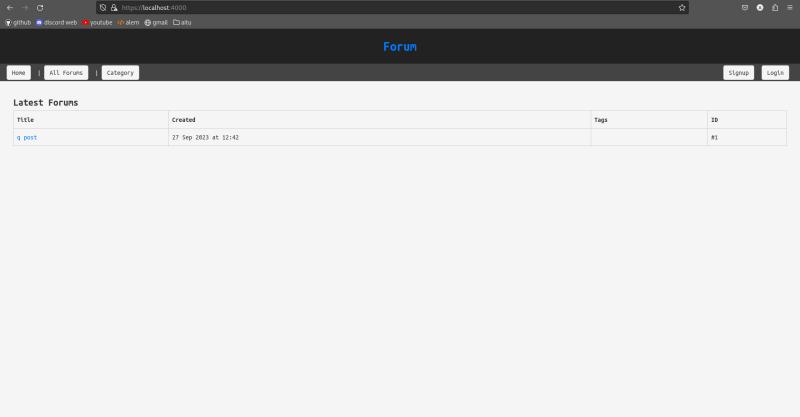 https://localhost:4000
github discord web youtube alem gmail aitu
Forum
Home | All Forums | Category Signup Login
Latest Forums
Title Created Tags ID
q post 27 Sep 2023 at 12:42 #1